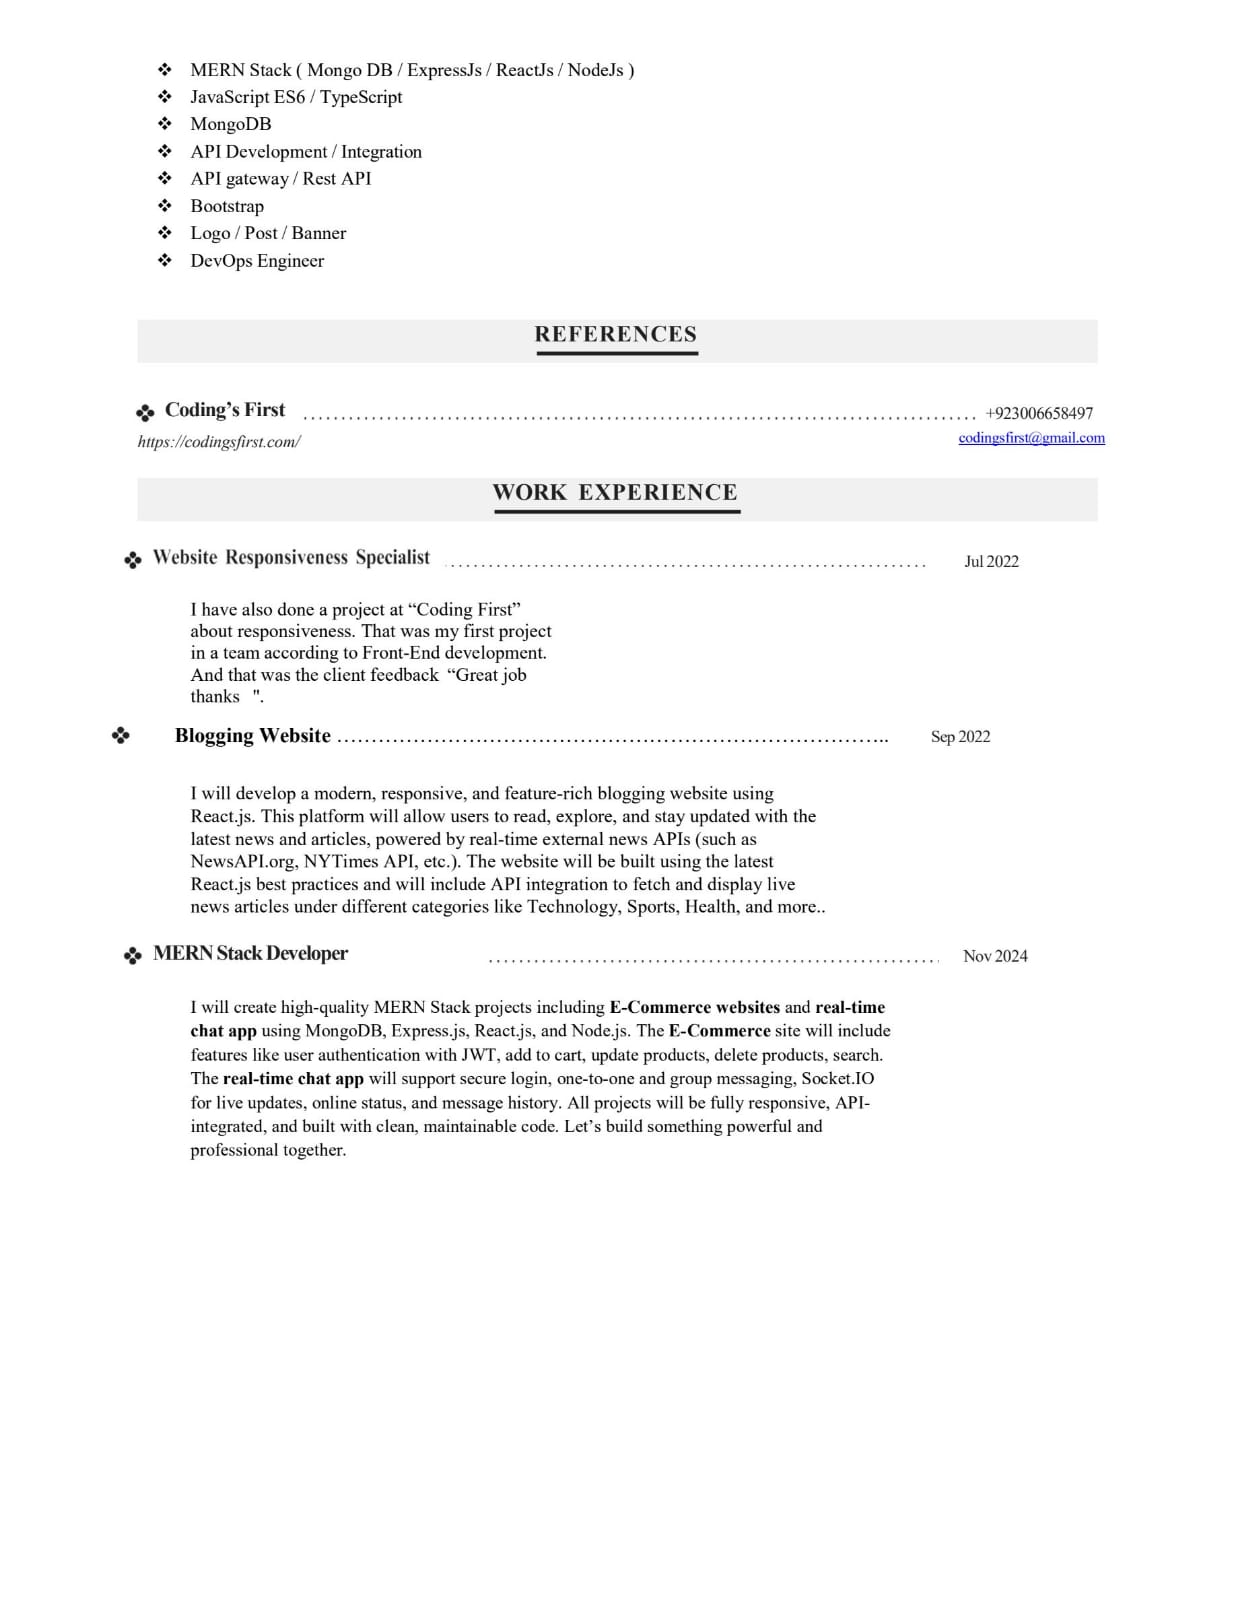 ❖ MERN Stack ( Mongo DB / ExpressJs / ReactJs / NodeJs )
❖ JavaScript ES6 / TypeScript
❖ MongoDB
❖ API Development / Integration
❖ API gateway / Rest API
❖ Bootstrap
❖ Logo / Post / Banner
❖ DevOps Engineer
REFERENCES
✤ Coding’s First ........................................................................................ +923006658497
https://codingsfirst.com/ codingsfirst@gmail.com
WORK EXPERIENCE
✤ Website Responsiveness Specialist ............................................................... Jul 2022
I have also done a project at “Coding First”
about responsiveness. That was my first project
in a team according to Front-End development.
And that was the client feedback “Great job
thanks ".
✤ Blogging Website …………………………………………………………………….. Sep 2022
I will develop a modern, responsive, and feature-rich blogging website using
React.js. This platform will allow users to read, explore, and stay updated with the
latest news and articles, powered by real-time external news APIs (such as
NewsAPI.org, NYTimes API, etc.). The website will be built using the latest
React.js best practices and will include API integration to fetch and display live
news articles under different categories like Technology, Sports, Health, and more..
✤ MERN Stack Developer ........................................................... Nov 2024
I will create high-quality MERN Stack projects including E-Commerce websites and real-time
chat app using MongoDB, Express.js, React.js, and Node.js. The E-Commerce site will include
features like user authentication with JWT, add to cart, update products, delete products, search.
The real-time chat app will support secure login, one-to-one and group messaging, Socket.IO
for live updates, online status, and message history. All projects will be fully responsive, API-
integrated, and built with clean, maintainable code. Let’s build something powerful and
professional together.